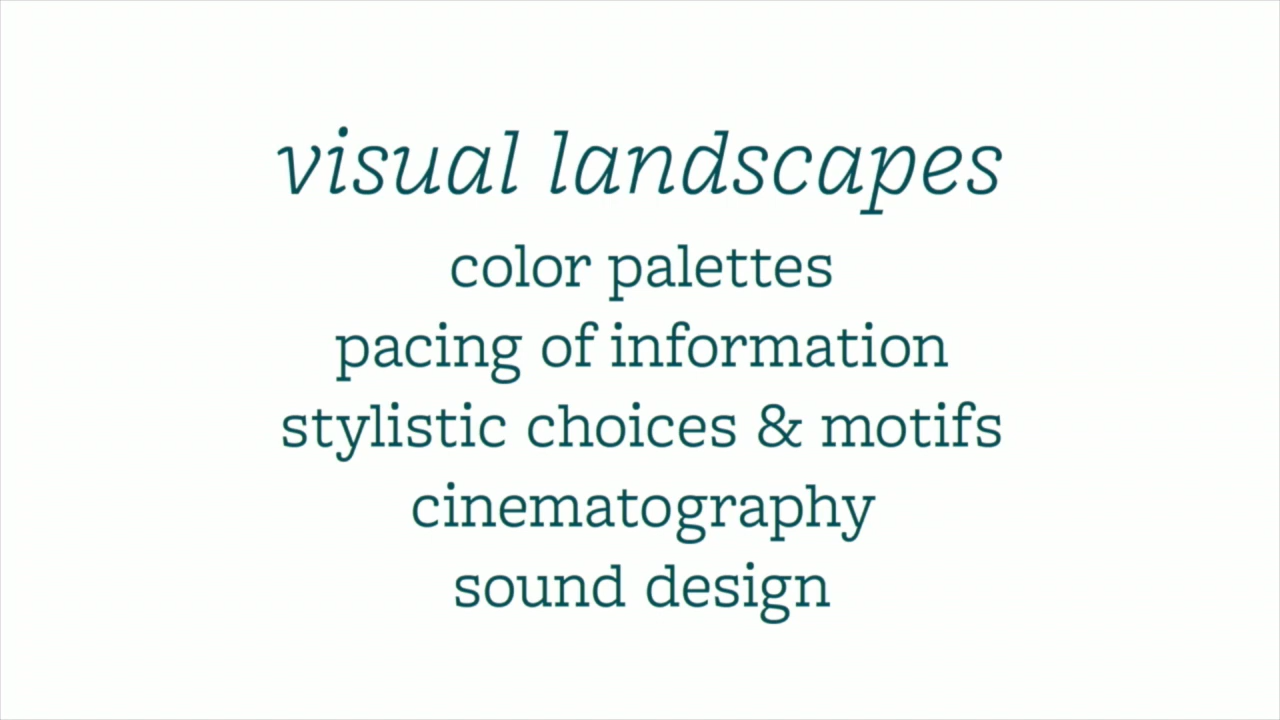 visual landscapes
color palettes
pacing of information
stylistic choices & motifs
cinematography
sound design